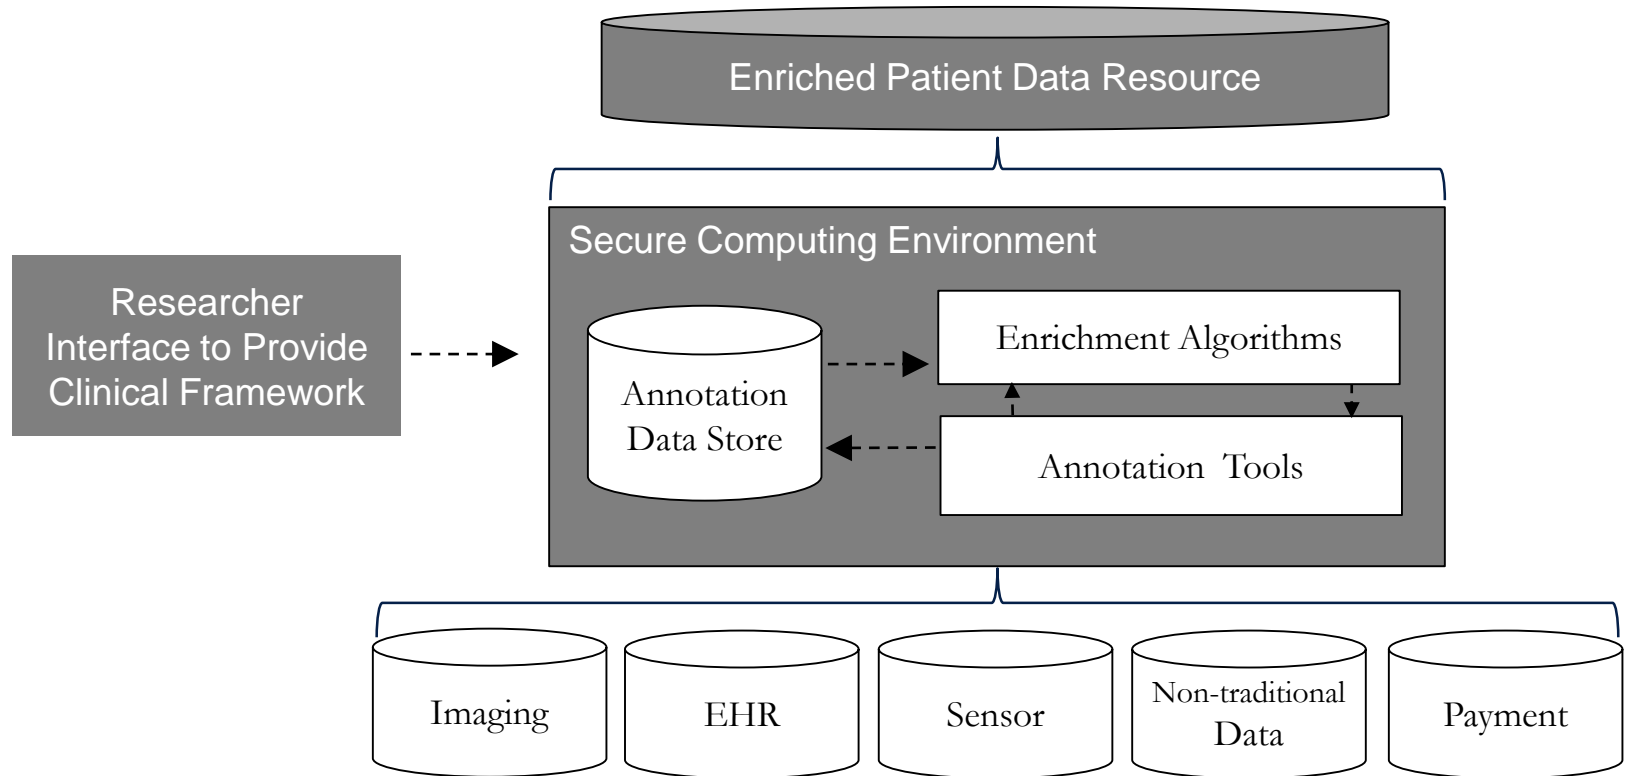 Enriched Patient Data Resource
Secure Computing Environment
Researcher
Interface to Provide
Clinical Framework
Annotation
Data Store
Enrichment Algorithms
Annotation Tools
Imaging
EHR
Sensor
Non-traditional
Data
Payment